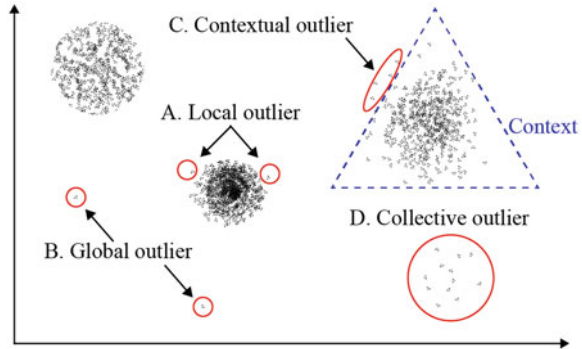 C. Contextual outlier
A. Local outlier
Context
D. Collective outlier
B. Global outlier